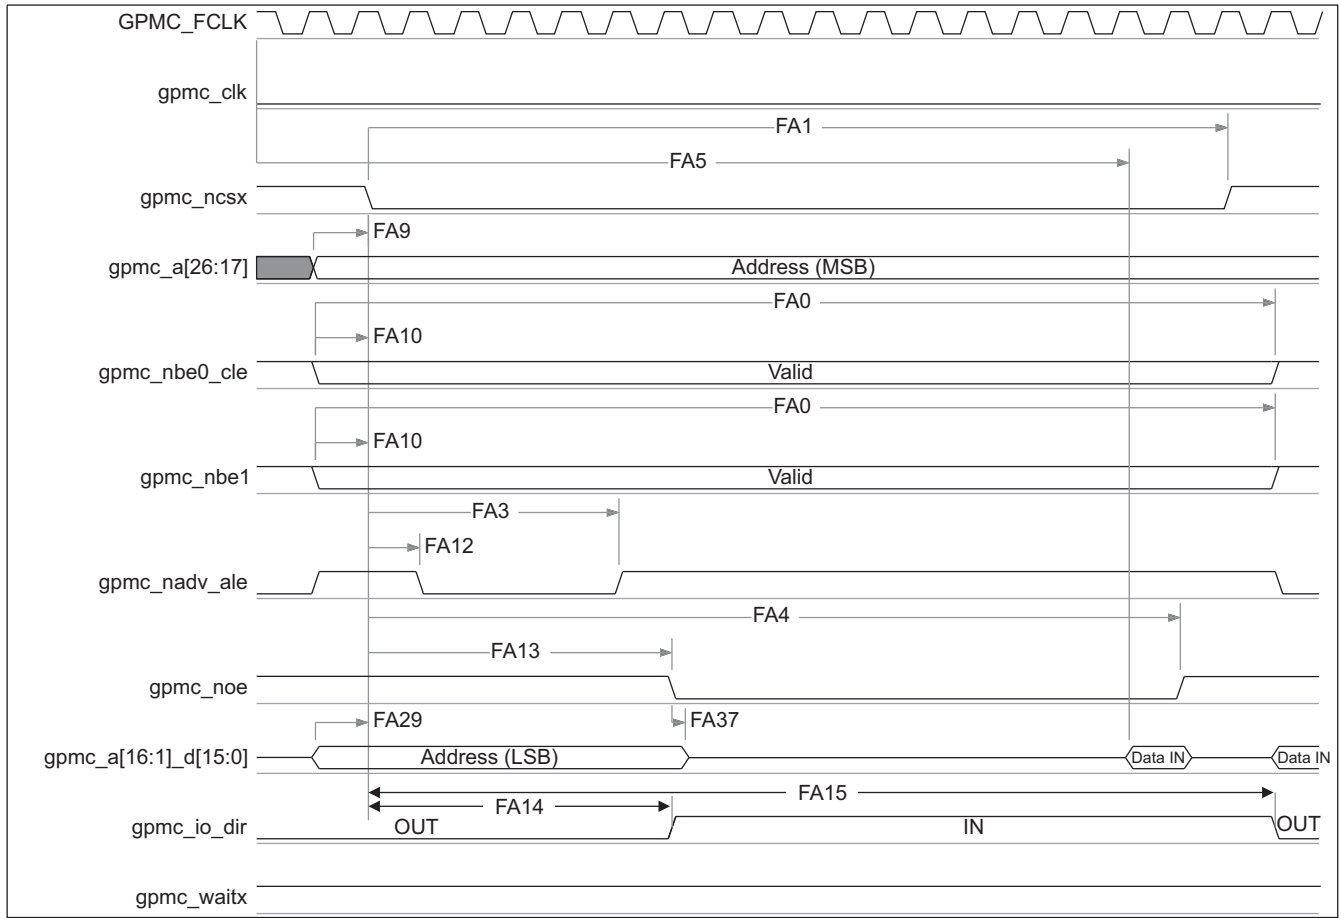 GPMC_FCLK
gpmc_clk
FA1
FA5
gpmc_ncsx
FA9
gpmc_a[26:17] Address (MSB)
FA0
FA10
gpmc_nbe0_cle Valid
FA0
FA10
gpmc_nbe1 Valid
FA3
FA12
gpmc_nadv_ale
FA4
FA13
gpmc_noe
FA29 FA37
gpmc_a[16:1]_d[15:0] Address (LSB) Data IN Data IN
FA15
FA14
gpmc_io_dir OUT IN OUT
gpmc_waitx